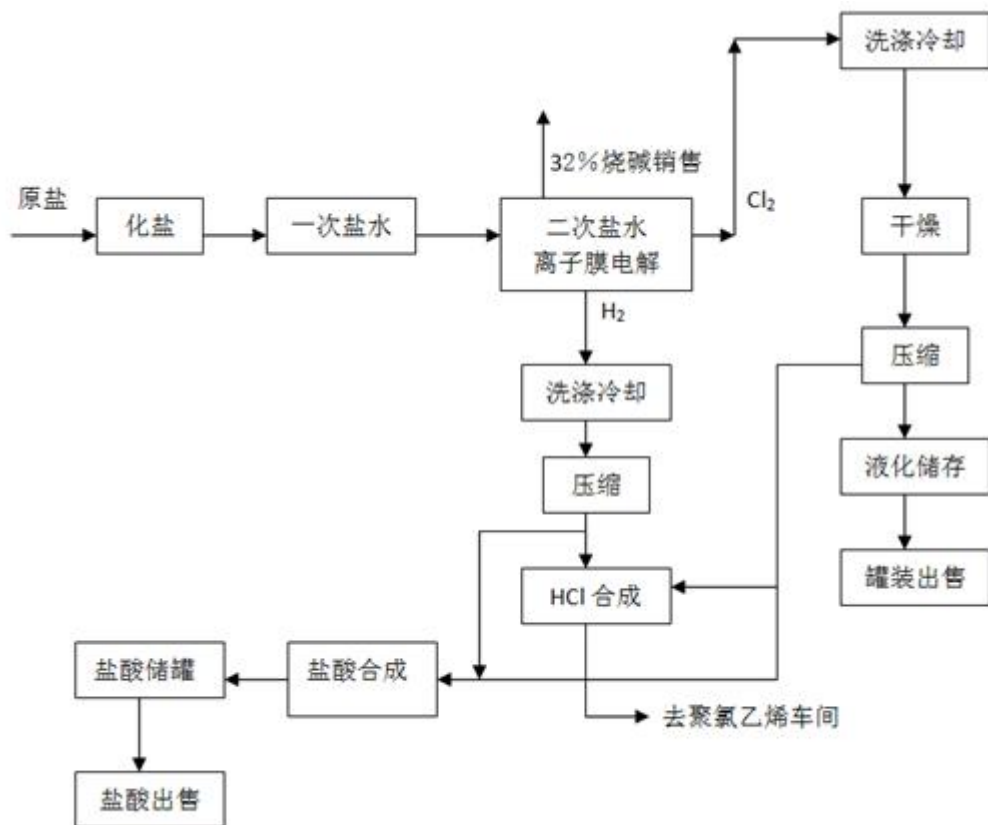 洗涤冷却
32%烧碱销售
原盐
Cl₂
化盐
一次盐水
二次盐水
离子膜电解
干燥
H₂
压缩
洗涤冷却
液化储存
压缩
罐装出售
HCl 合成
盐酸储罐
盐酸合成
去聚氯乙烯车间
盐酸出售